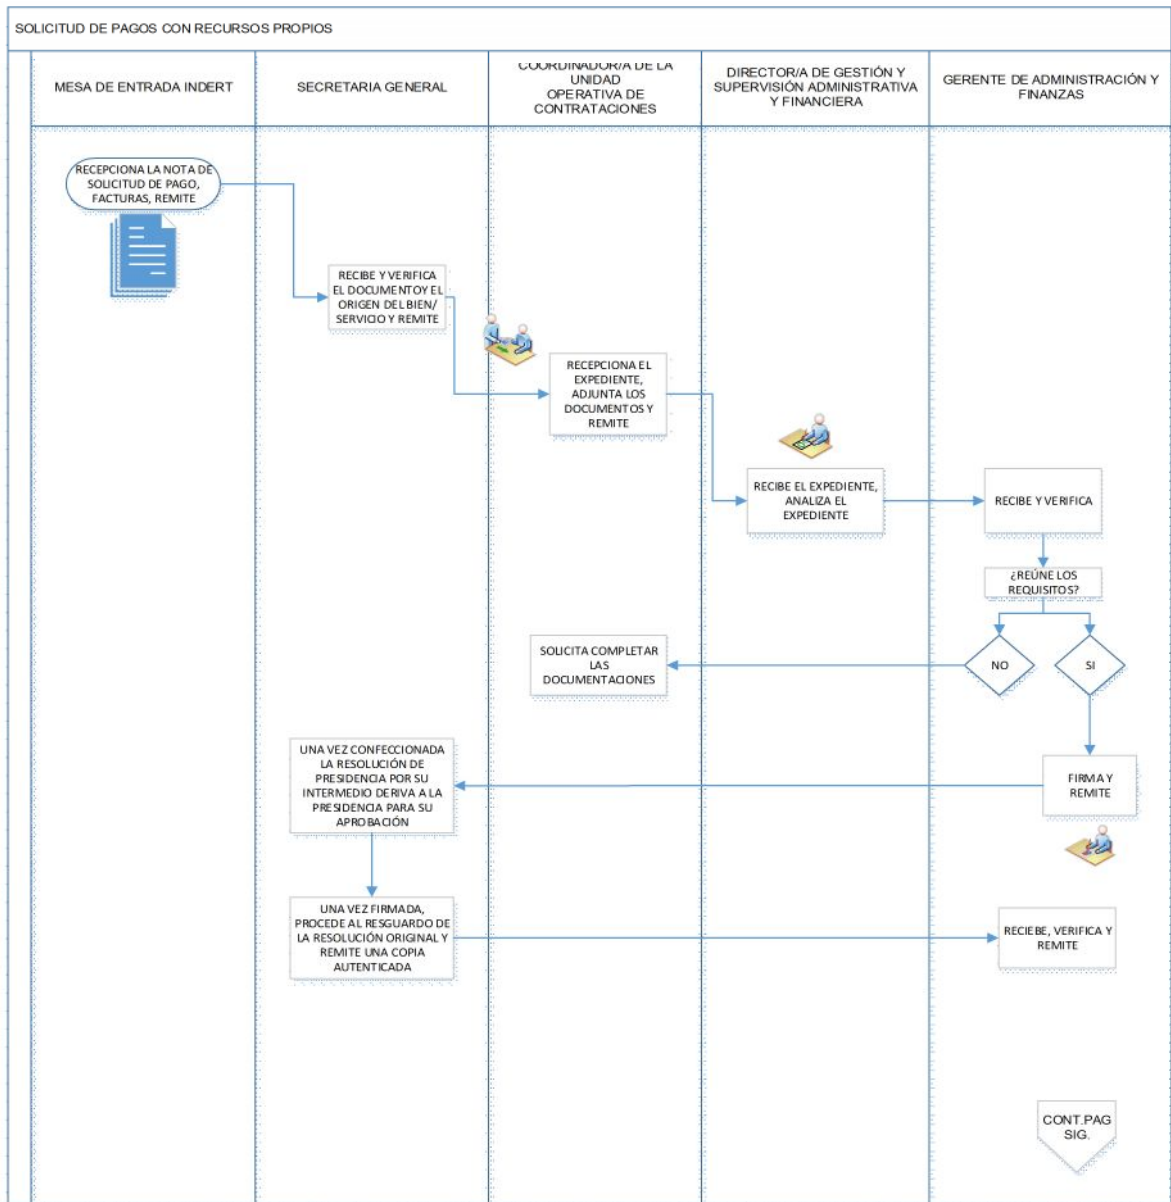 SOLICITUD DE PAGOS CON RECURSOS PROPIOS
MESA DE ENTRADA INDERT
SECRETARIA GENERAL
COORDINADOR/A DE LA
UNIDAD
OPERATIVA DE
CONTRATACIONES
DIRECTOR/A DE GESTIÓN Y
SUPERVISIÓN ADMINISTRATIVA
Y FINANCIERA
GERENTE DE ADMINISTRACIÓN Y
FINANZAS
RECEPCIONA LA NOTA DE
SOLICITUD DE PAGO,
FACTURAS, REMITE
RECIBE Y VERIFICA
EL DOCUMENTOY EL
ORIGEN DEL BIEN/
SERVICIO Y REMITE
RECEPCIONA EL
EXPEDIENTE,
ADJUNTA LOS
DOCUMENTOS Y
REMITE
RECIBE EL EXPEDIENTE,
ANALIZA EL
EXPEDIENTE
RECIBE Y VERIFICA
¿REÚNE LOS
REQUISITOS?
NO
SI
SOLICITA COMPLETAR
LAS
DOCUMENTACIONES
FIRMA Y
REMITE
UNA VEZ CONFECCIONADA
LA RESOLUCIÓN DE
PRESIDENCIA POR SU
INTERMEDIO DERIVA A LA
PRESIDENCIA PARA SU
APROBACIÓN
UNA VEZ FIRMADA,
PROCEDE AL RESGUARDO DE
LA RESOLUCIÓN ORIGINAL Y
REMITE UNA COPIA
AUTENTICADA
RECIEBE, VERIFICA Y
REMITE
CONT.PAG
SIG.